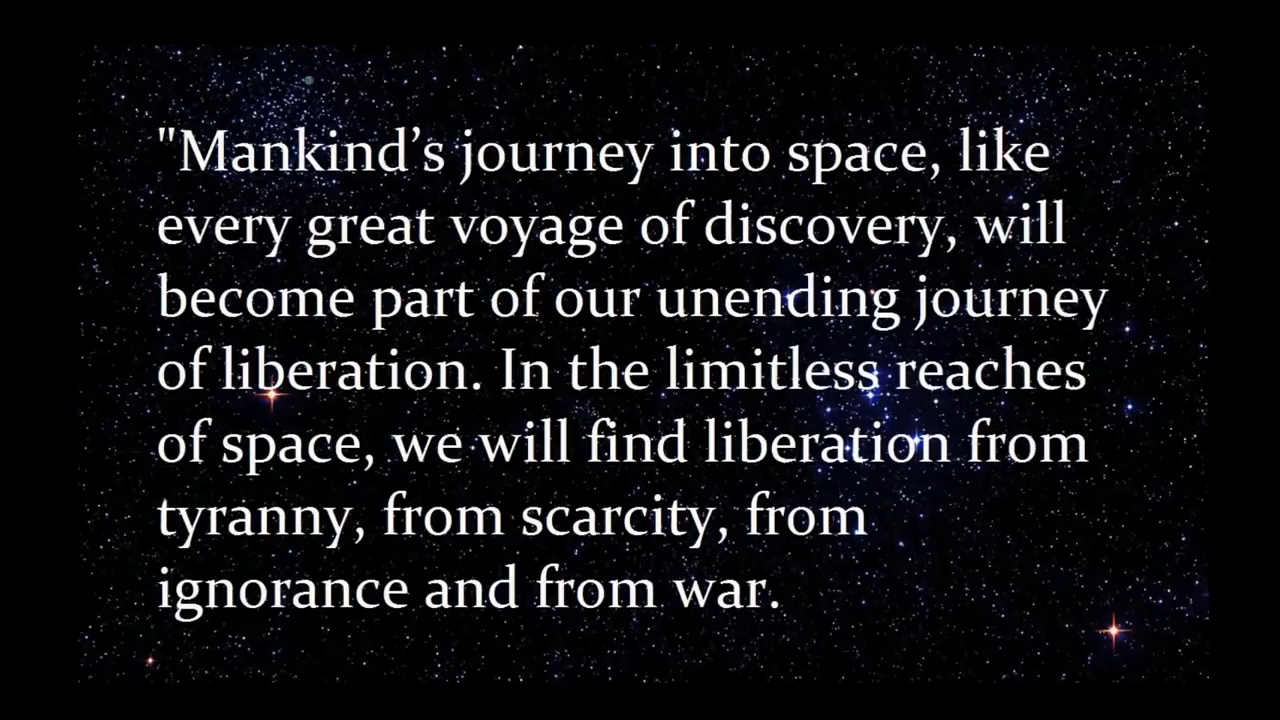 "Mankind’s journey into space, like
every great voyage of discovery, will
become part of our unending journey
of liberation. In the limitless reaches
of space, we will find liberation from
tyranny, from scarcity, from
ignorance and from war.